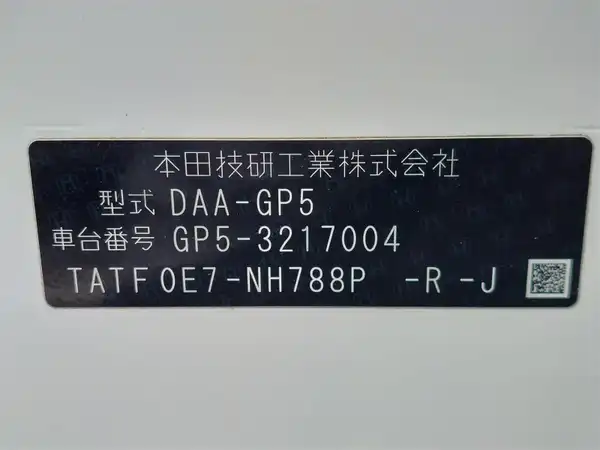 本田技研工業株式会社
型式 DAA-GP5
車台番号 GP5-3217004
TATF0E7-NH788P -R -J